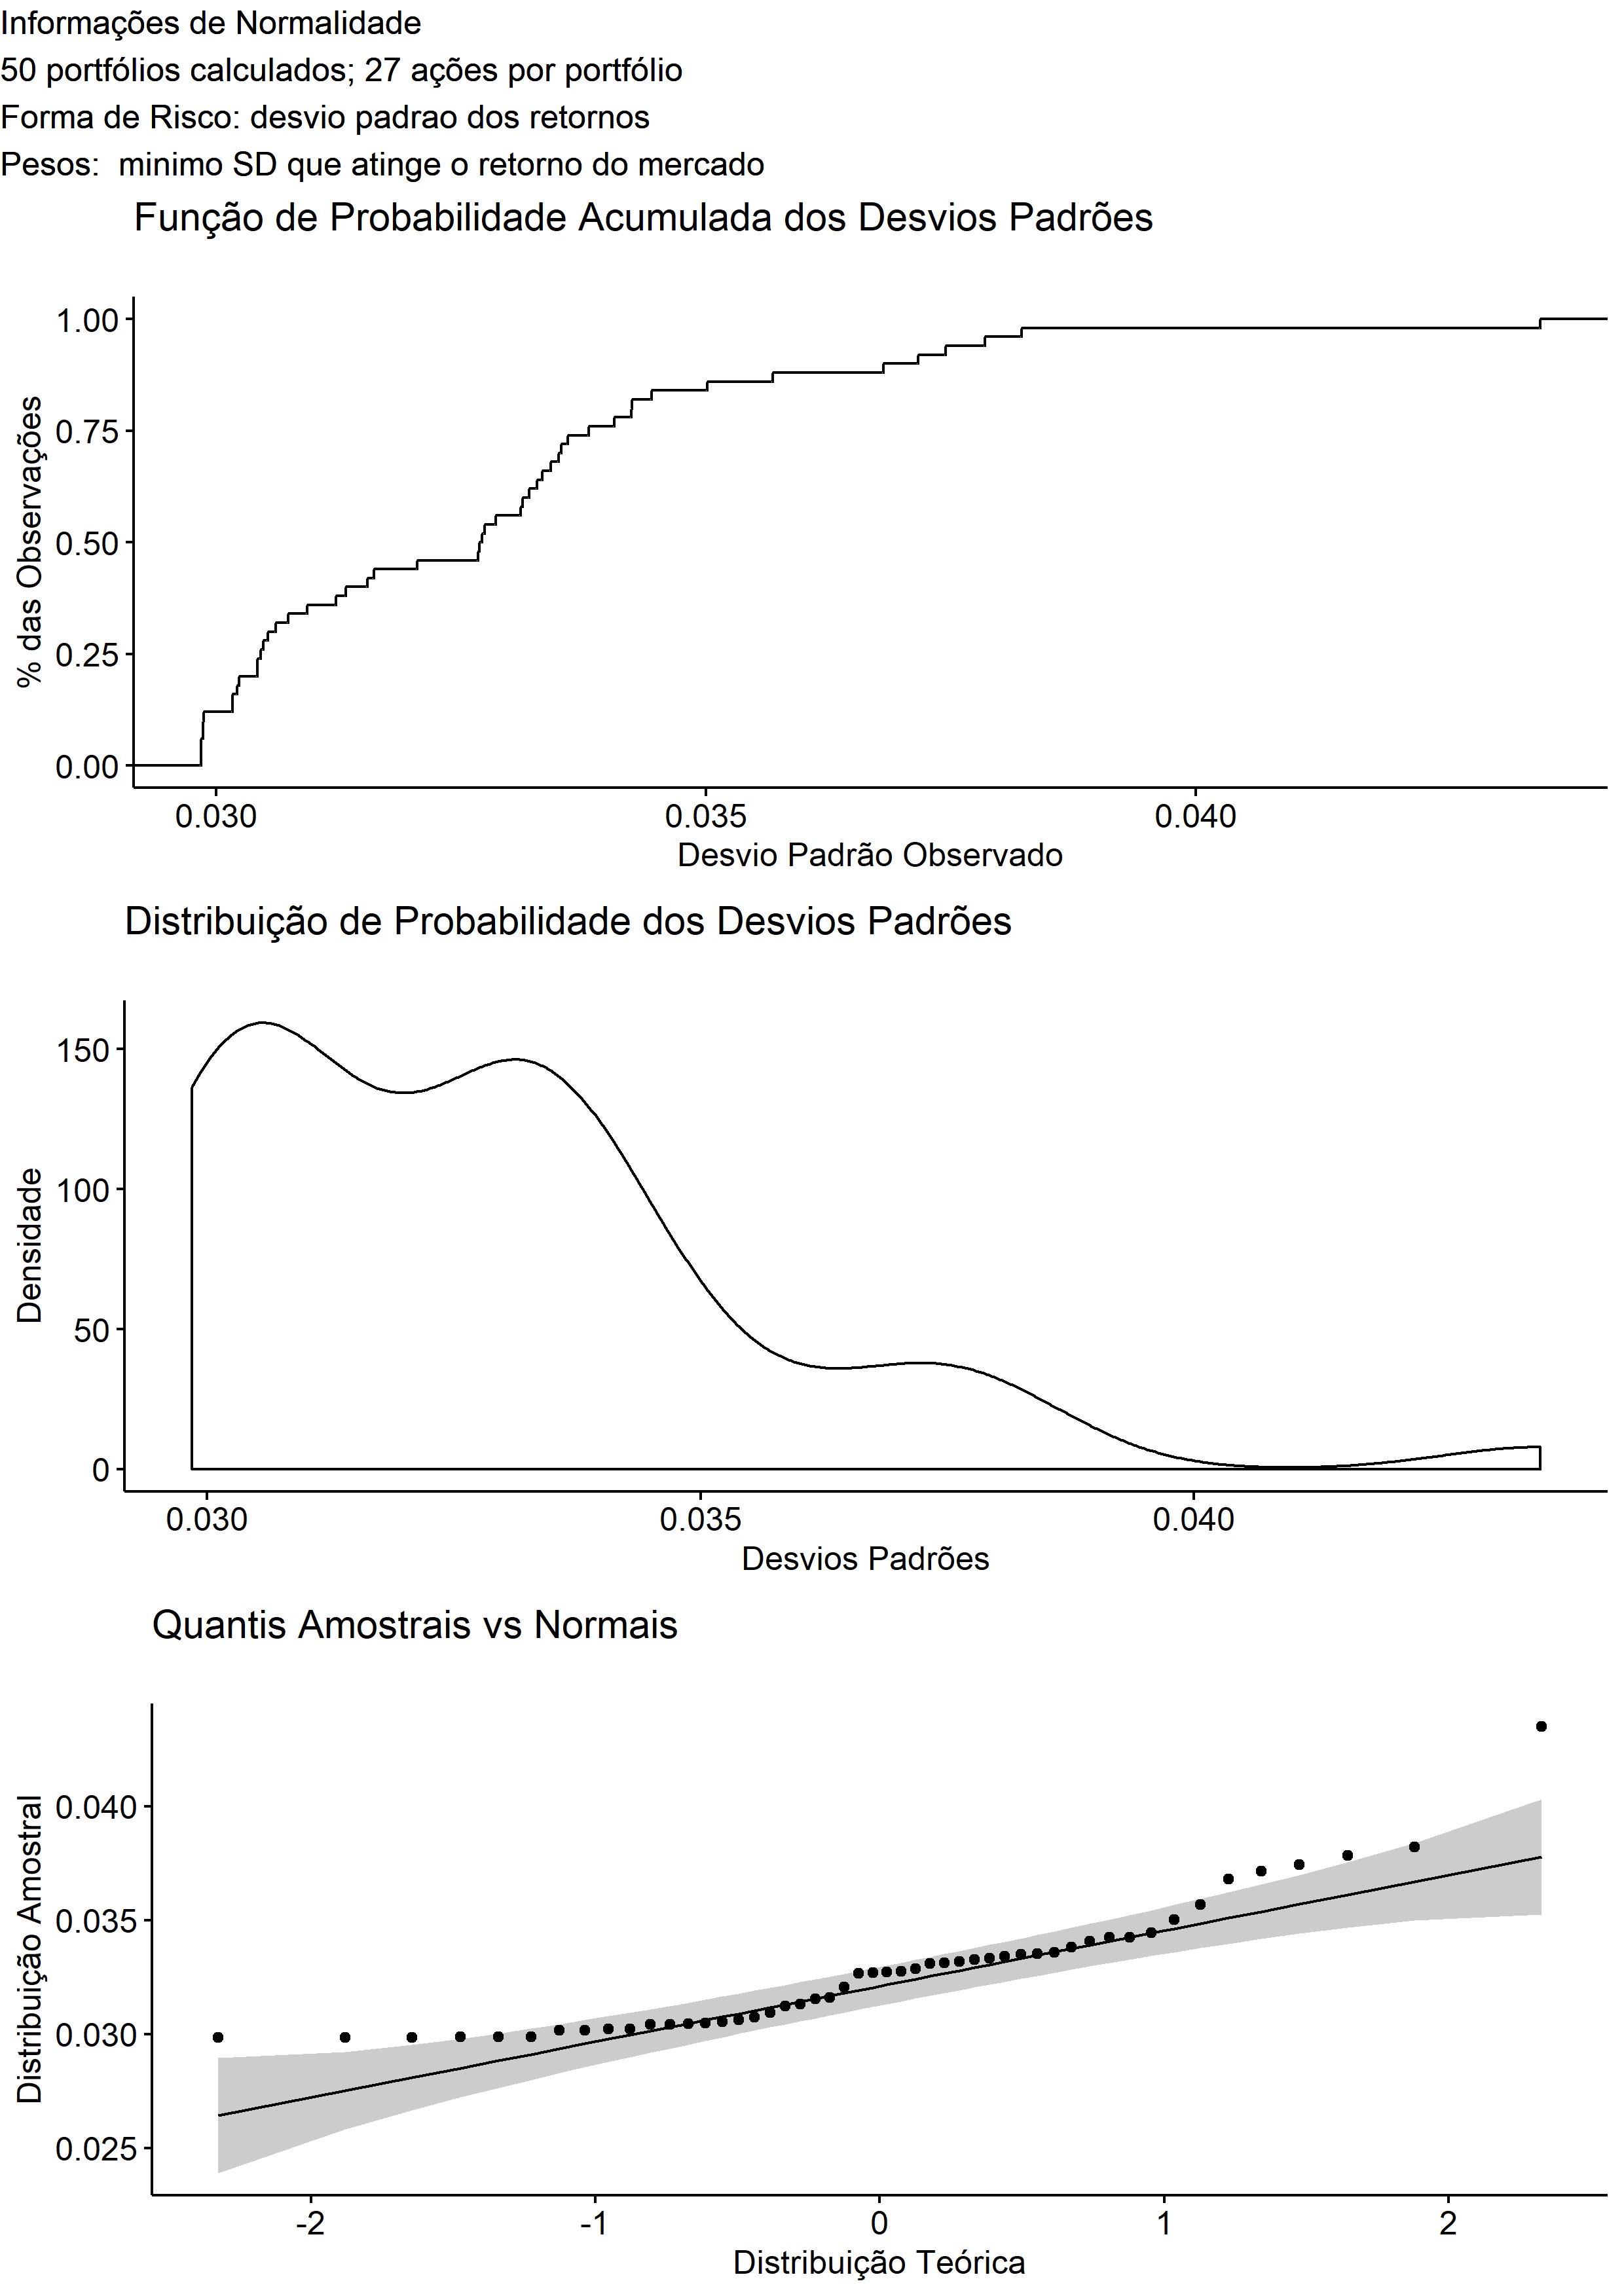 Informações de Normalidade
50 portfólios calculados; 27 ações por portfólio
Forma de Risco: desvio padrao dos retornos
Pesos:  minimo SD que atinge o retorno do mercado
Função de Probabilidade Acumulada dos Desvios Padrões
% das Observações
1.00
0.75
0.50
0.25
0.00
0.030 0.035 0.040
Desvio Padrão Observado
Distribuição de Probabilidade dos Desvios Padrões
Densidade
150
100
50
0
0.030 0.035 0.040
Desvios Padrões
Quantis Amostrais vs Normais
Distribuição Amostral
0.040
0.035
0.030
0.025
-2 -1 0 1 2
Distribuição Teórica